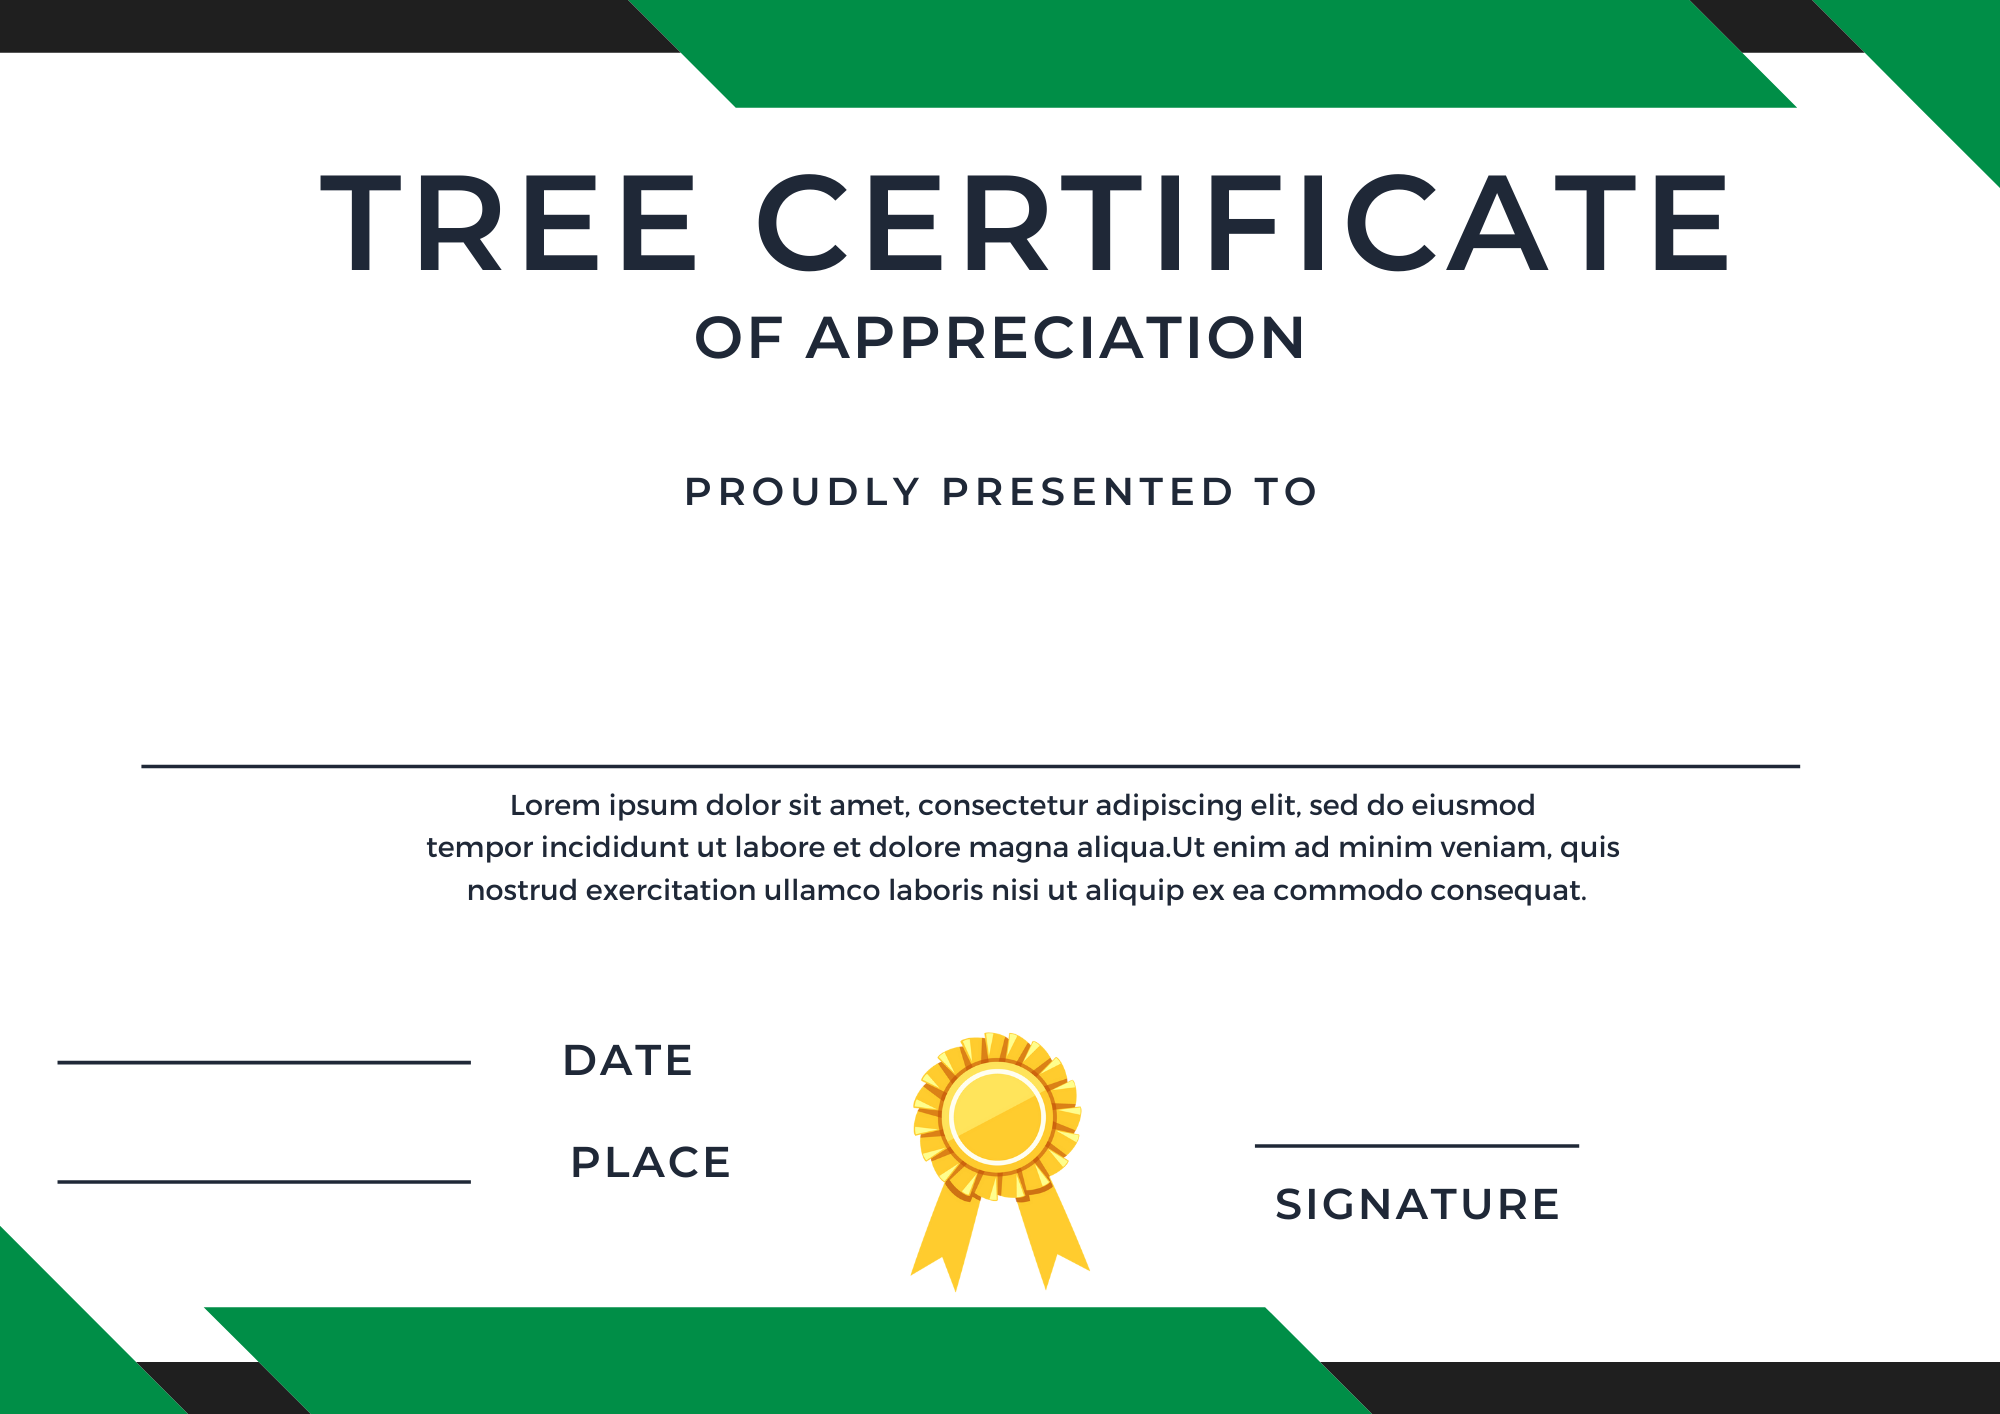 TREE CERTIFICATE
OF APPRECIATION
PROUDLY PRESENTED TO
Lorem ipsum dolor sit amet, consectetur adipiscing elit, sed do eiusmod
tempor incididunt ut labore et dolore magna aliqua.Ut enim ad minim veniam, quis
nostrud exercitation ullamco laboris nisi ut aliquip ex ea commodo consequat.
DATE
PLACE
SIGNATURE